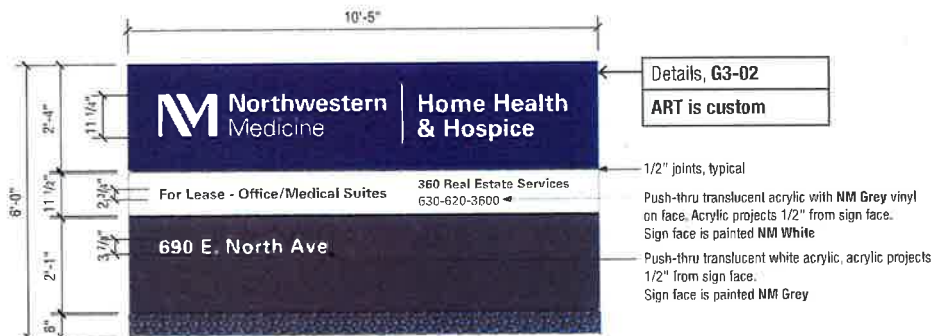 10'-5"
Details, G3-02
ART is custom
6'-0"
2'-4"
11 1/4"
NM Northwestern
Medicine
Home Health
& Hospice
1/2" joints, typical
11 1/2"
2 3/4"
For Lease - Office/Medical Suites
360 Real Estate Services
630-620-3600
Push-thru translucent acrylic with NM Grey vinyl
on face. Acrylic projects 1/2" from sign face.
Sign face is painted NM White
2'-1"
3 7/8"
690 E. North Ave
Push-thru translucent white acrylic, acrylic projects
1/2" from sign face.
Sign face is painted NM Grey